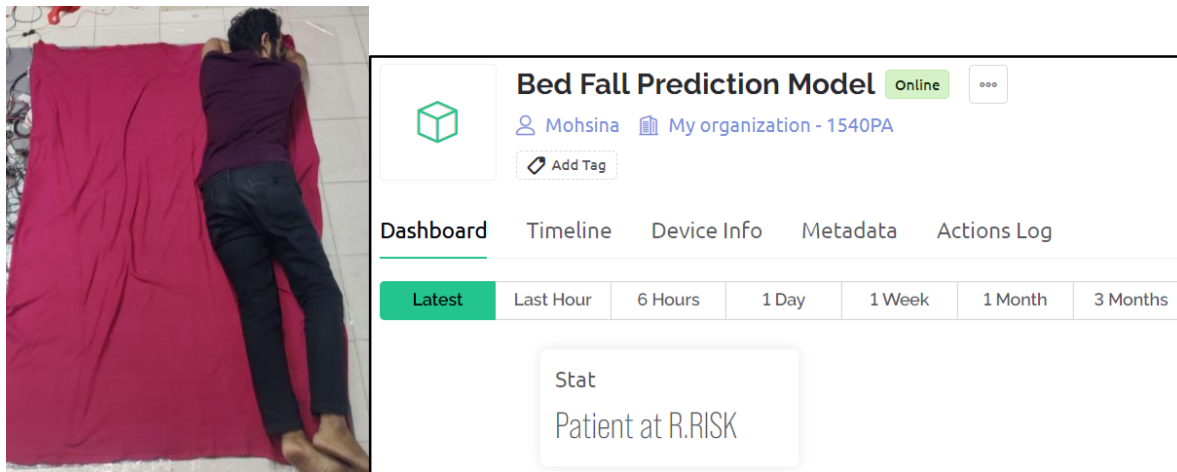 Bed Fall Prediction Model Online
Mohsina My organization - 1540PA
Add Tag
Dashboard Timeline Device Info Metadata Actions Log
Latest Last Hour 6 Hours 1 Day 1 Week 1 Month 3 Months
Stat
Patient at R.RISK